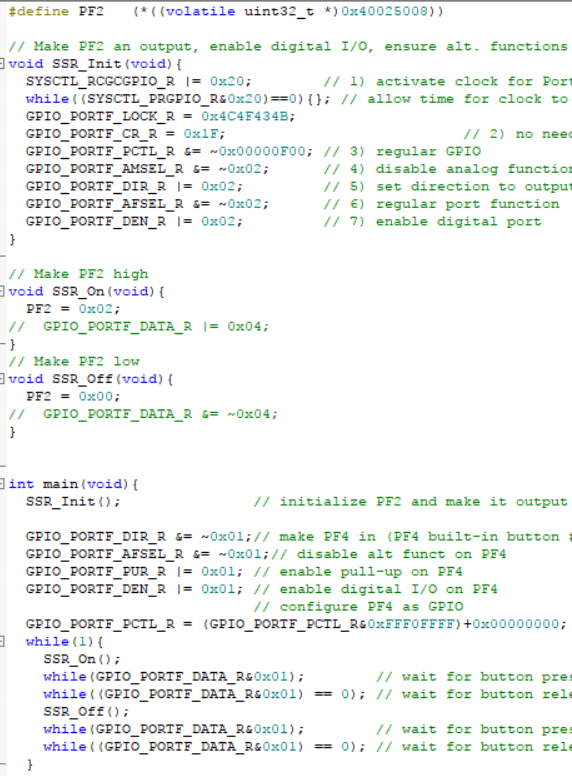 #define PF2   (*((volatile uint32_t *)0x40025008))
// Make PF2 an output, enable digital I/O, ensure alt. functions
void SSR_Init(void){
  SYSCTL_RCGCGPIO_R |= 0x20;        // 1) activate clock for Port
  while((SYSCTL_PRGPIO_R&0x20)==0){}; // allow time for clock to
  GPIO_PORTF_LOCK_R = 0x4C4F434B;
  GPIO_PORTF_CR_R = 0x1F;                         // 2) no need
  GPIO_PORTF_PCTL_R &= ~0x00000F00; // 3) regular GPIO
  GPIO_PORTF_AMSEL_R &= ~0x02;      // 4) disable analog function
  GPIO_PORTF_DIR_R |= 0x02;         // 5) set direction to output
  GPIO_PORTF_AFSEL_R &= ~0x02;      // 6) regular port function
  GPIO_PORTF_DEN_R |= 0x02;         // 7) enable digital port
}
// Make PF2 high
void SSR_On(void){
  PF2 = 0x02;
//  GPIO_PORTF_DATA_R |= 0x04;
}
// Make PF2 low
void SSR_Off(void){
  PF2 = 0x00;
//  GPIO_PORTF_DATA_R &= ~0x04;
}
int main(void){
  SSR_Init();               // initialize PF2 and make it output
  GPIO_PORTF_DIR_R &= ~0x01;// make PF4 in (PF4 built-in button #
  GPIO_PORTF_AFSEL_R &= ~0x01;// disable alt funct on PF4
  GPIO_PORTF_PUR_R |= 0x01; // enable pull-up on PF4
  GPIO_PORTF_DEN_R |= 0x01; // enable digital I/O on PF4
                            // configure PF4 as GPIO
  GPIO_PORTF_PCTL_R = (GPIO_PORTF_PCTL_R&0xFFF0FFFF)+0x00000000;
  while(1){
    SSR_On();
    while(GPIO_PORTF_DATA_R&0x01);        // wait for button pres
    while((GPIO_PORTF_DATA_R&0x01) == 0); // wait for button rele
    SSR_Off();
    while(GPIO_PORTF_DATA_R&0x01);        // wait for button pres
    while((GPIO_PORTF_DATA_R&0x01) == 0); // wait for button rele
  }